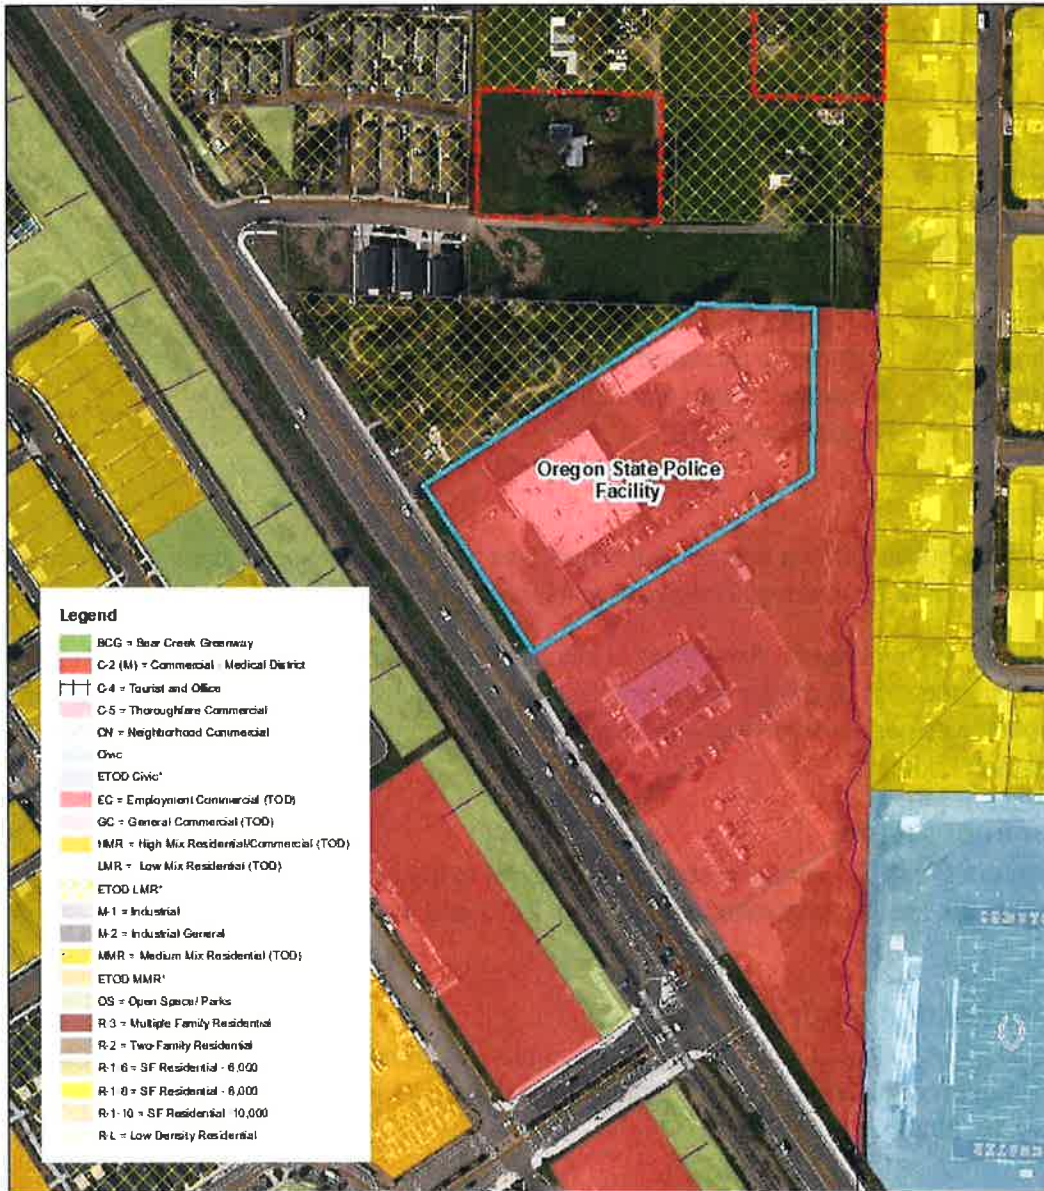 Oregon State Police
Facility
Legend
BCG = Bear Creek Greenway
C-2 (M) = Commercial - Medical District
C-4 = Tourist and Office
C-5 = Thoroughfare Commercial
CN = Neighborhood Commercial
Civic
ETOD Civic*
EC = Employment Commercial (TOD)
GC = General Commercial (TOD)
HMR = High Mix Residential/Commercial (TOD)
LMR = Low Mix Residential (TOD)
ETOD LMR*
M-1 = Industrial
M-2 = Industrial General
MMR = Medium Mix Residential (TOD)
ETOD MMR*
OS = Open Space/ Parks
R-3 = Multiple Family Residential
R-2 = Two-Family Residential
R-1-6 = SF Residential - 6,000
R-1-8 = SF Residential - 8,000
R-1-10 = SF Residential - 10,000
R-L = Low Density Residential